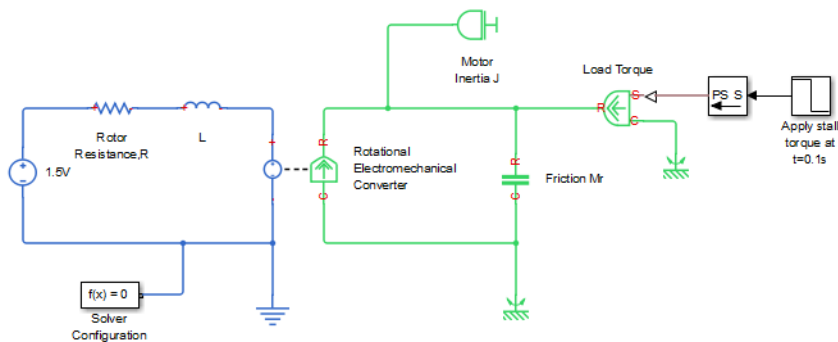 Motor
Inertia J
Load Torque
R
S
C
PS S
Apply stall
torque at
t=0.1s
+
+
+
Rotor
Resistance,R
L
1.5V
R
C
Rotational
Electromechanical
Converter
R
C
Friction Mr
f(x) = 0
Solver
Configuration